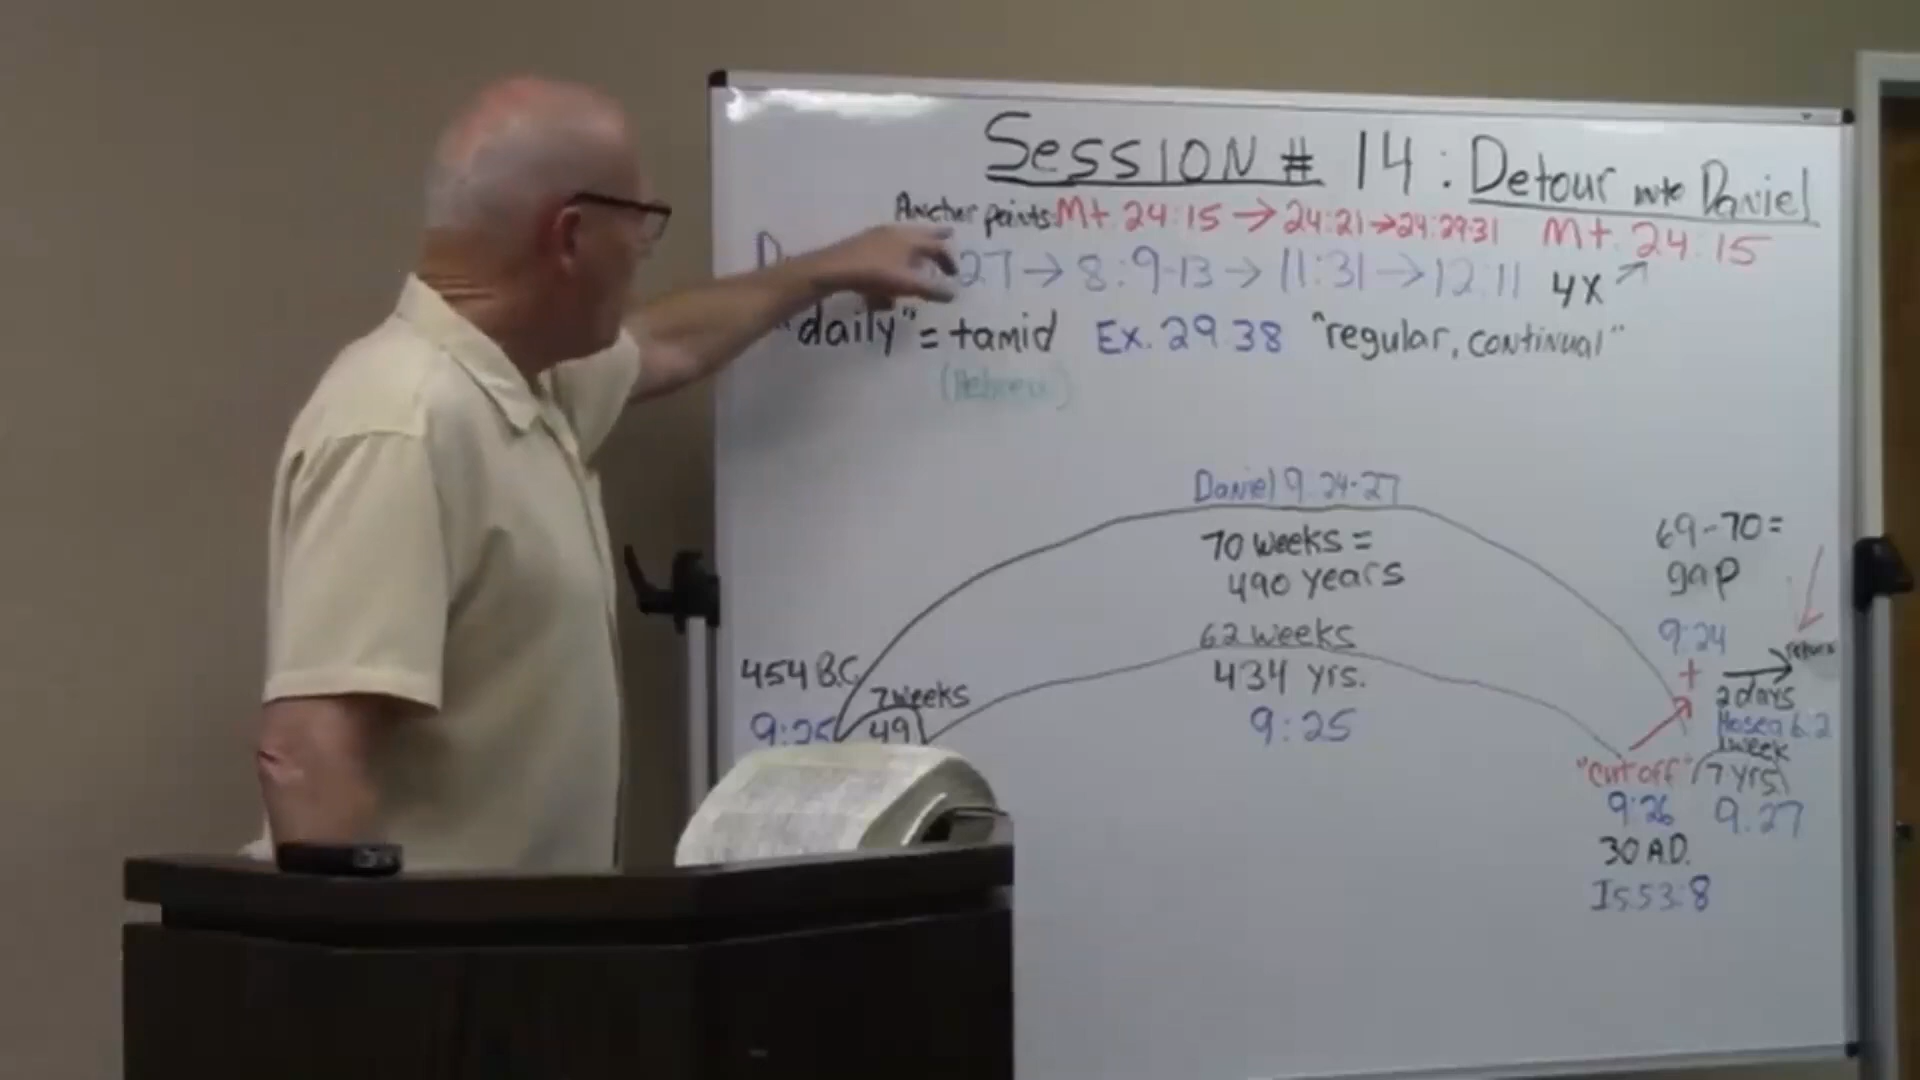 Session # 14: Detour into Daniel
Anchor points: Mt. 24:15 → 24:21 → 24:29-31 Mt. 24:15
27 → 8:9-13 → 11:31 → 12:11 4x
"daily" = tamid Ex. 29:38 "regular, continual"
(Hebrew)
Daniel 9:24-27
70 weeks =
490 years
69-70 =
gap
62 weeks
434 yrs.
9:25
454 B.C.
9:25
7 weeks
49
9:24
+
return
2 days
Hosea 6:2
1 week
"cut off"
7 yrs.
9:26
9:27
30 A.D.
Is. 53:8